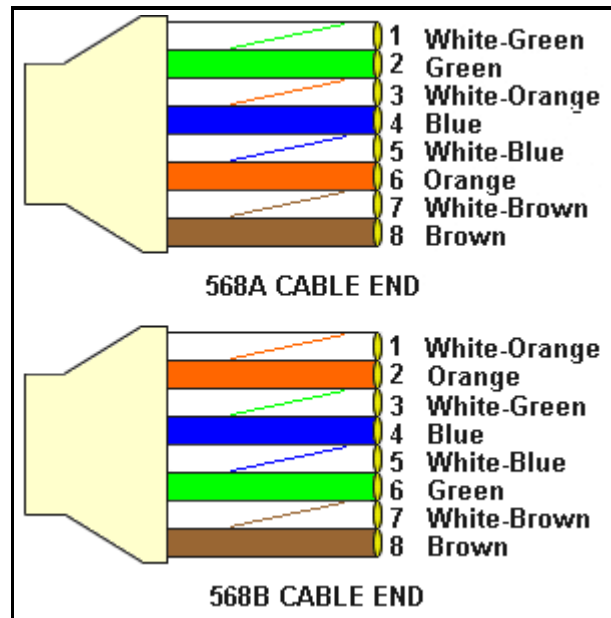 1 White-Green
2 Green
3 White-Orange
4 Blue
5 White-Blue
6 Orange
7 White-Brown
8 Brown
568A CABLE END
1 White-Orange
2 Orange
3 White-Green
4 Blue
5 White-Blue
6 Green
7 White-Brown
8 Brown
568B CABLE END